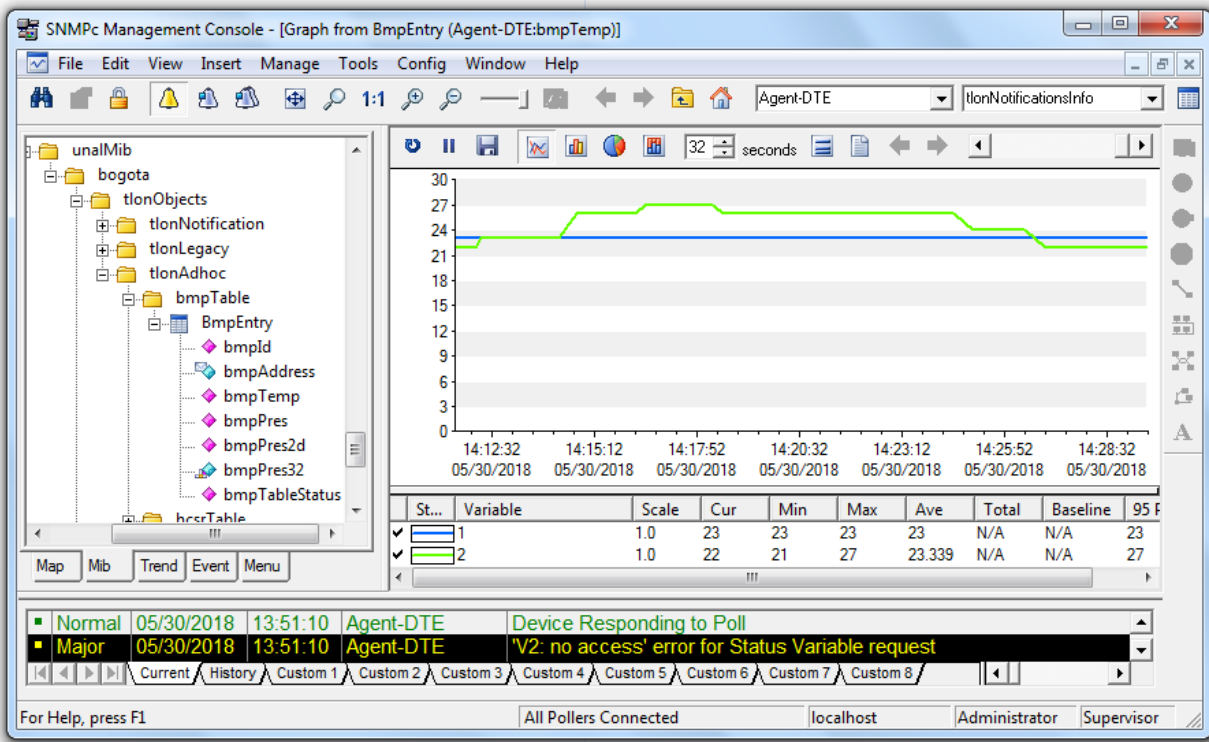 SNMPc Management Console - [Graph from BmpEntry (Agent-DTE:bmpTemp)]
File Edit View Insert Manage Tools Config Window Help
1:1 Agent-DTE tlonNotificationsInfo
unalMib
bogota
tlonObjects
tlonNotification
tlonLegacy
tlonAdhoc
bmpTable
BmpEntry
bmpId
bmpAddress
bmpTemp
bmpPres
bmpPres2d
bmpPres32
bmpTableStatus
bcsrTable
Map Mib Trend Event Menu
32 seconds
30
27
24
21
18
15
12
9
6
3
0
14:12:32 14:15:12 14:17:52 14:20:32 14:23:12 14:25:52 14:28:32
05/30/2018 05/30/2018 05/30/2018 05/30/2018 05/30/2018 05/30/2018 05/30/2018
St... Variable Scale Cur Min Max Ave Total Baseline 95
1 1.0 23 23 23 23 N/A N/A 23
2 1.0 22 21 27 23.339 N/A N/A 27
Normal 05/30/2018 13:51:10 Agent-DTE Device Responding to Poll
Major 05/30/2018 13:51:10 Agent-DTE 'V2: no access' error for Status Variable request
Current History Custom 1 Custom 2 Custom 3 Custom 4 Custom 5 Custom 6 Custom 7 Custom 8
For Help, press F1 All Pollers Connected localhost Administrator Supervisor